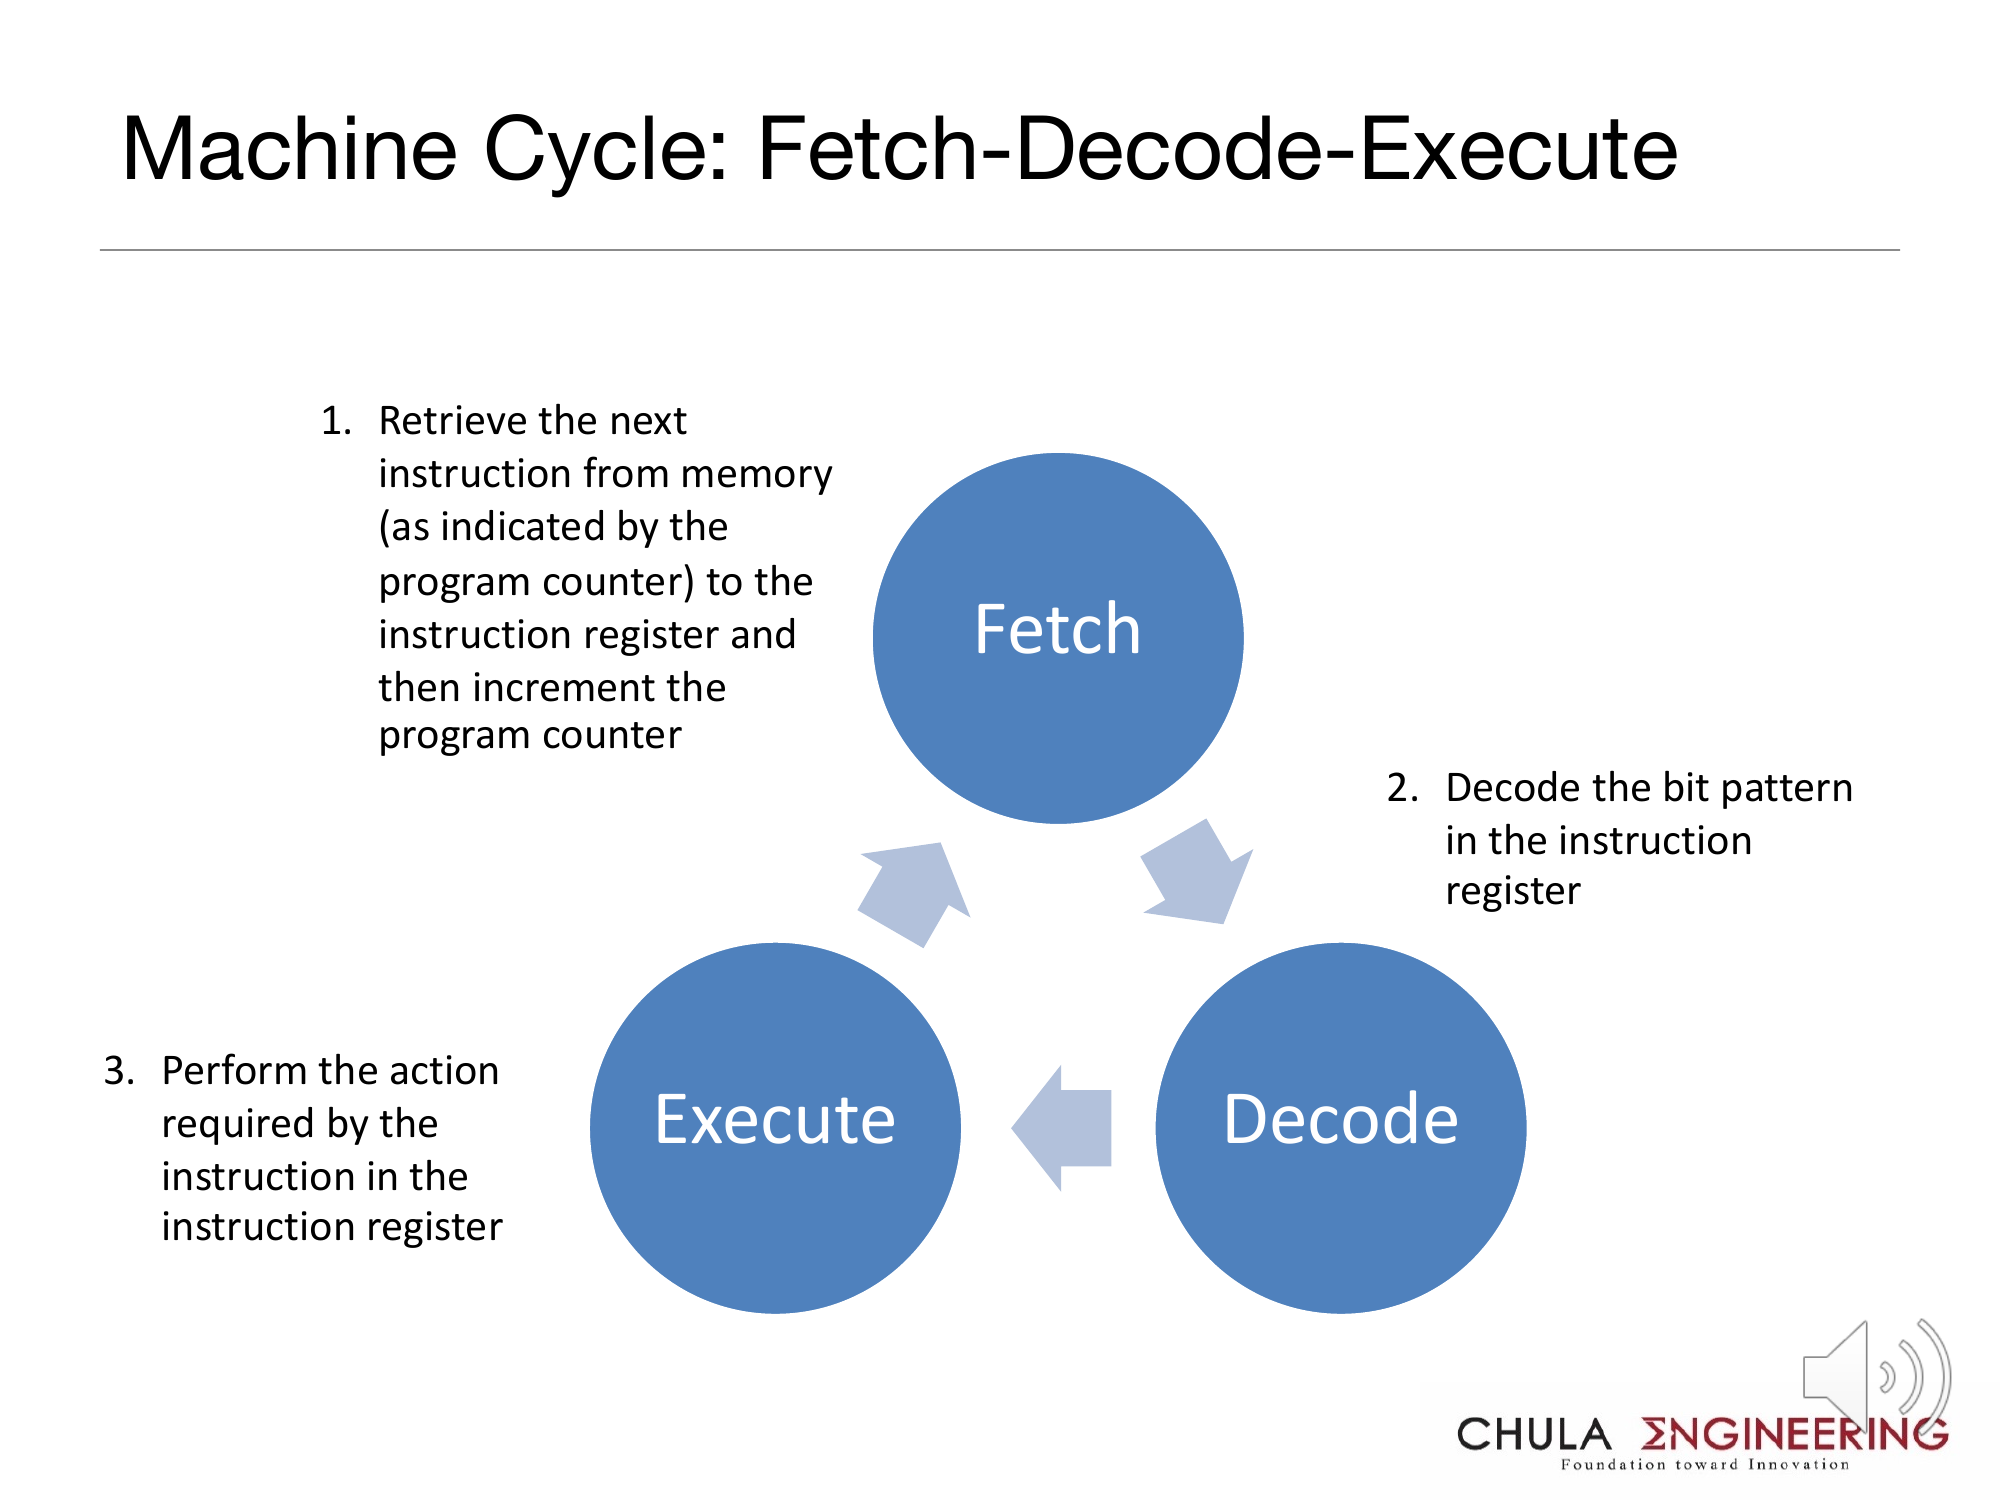 Machine Cycle: Fetch-Decode-Execute
1. Retrieve the next
instruction from memory
(as indicated by the
program counter) to the
instruction register and
then increment the
program counter
Fetch
2. Decode the bit pattern
in the instruction
register
Decode
3. Perform the action
required by the
instruction in the
instruction register
Execute
CHULA ΣNGINEERING
Foundation toward Innovation